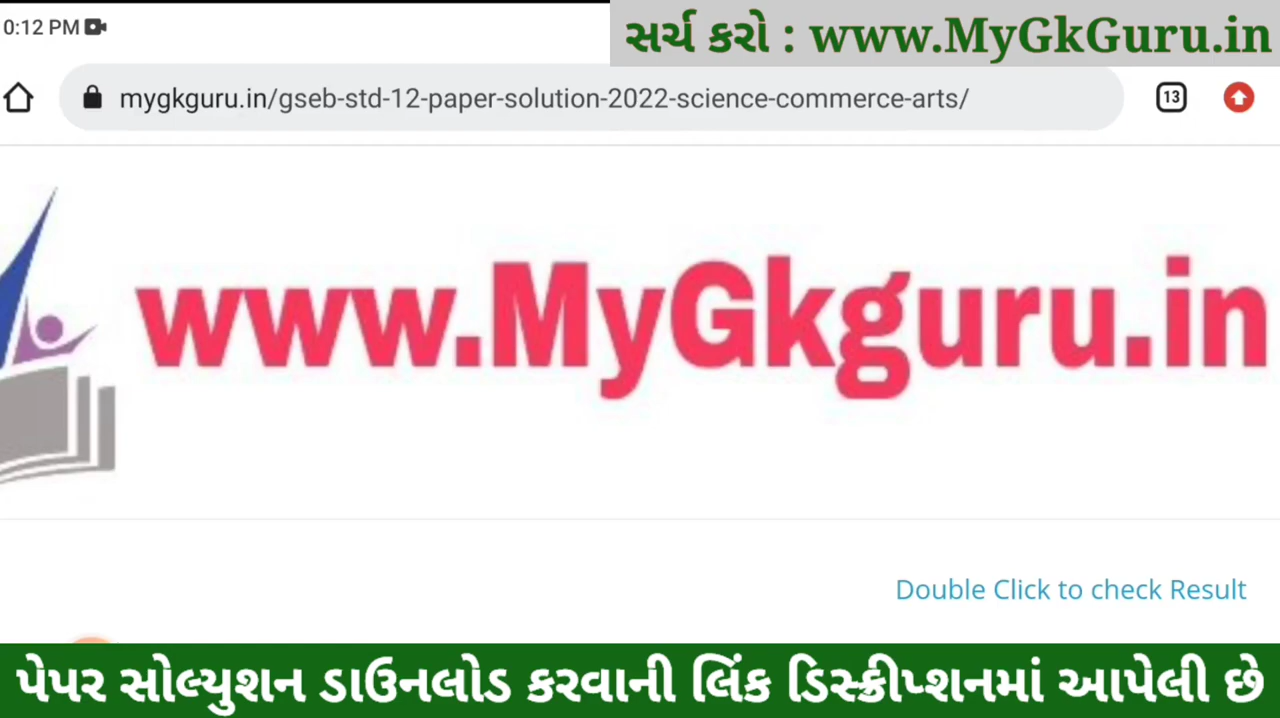 0:12 PM
સર્ચ કરો : www.MyGkGuru.in
mygkguru.in/gseb-std-12-paper-solution-2022-science-commerce-arts/
13
www.MyGkguru.in
Double Click to check Result
પેપર સોલ્યુશન ડાઉનલોડ કરવાની લિંક ડિસ્ક્રીપ્શનમાં આપેલી છે